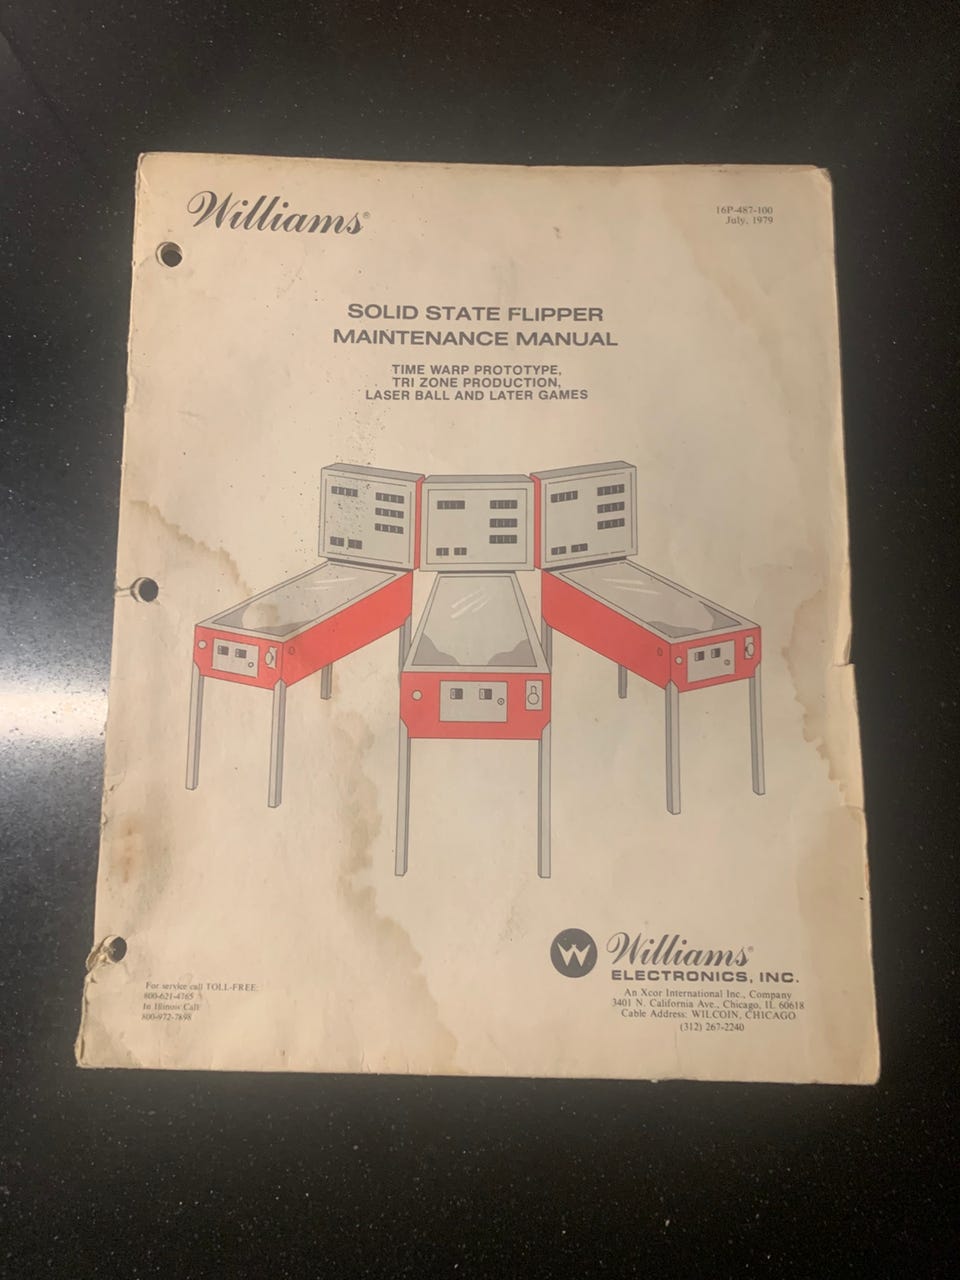 Williams®
16P-487-100
July, 1979
SOLID STATE FLIPPER
MAINTENANCE MANUAL
TIME WARP PROTOTYPE,
TRI ZONE PRODUCTION,
LASER BALL AND LATER GAMES
For service call TOLL-FREE:
800-621-4765
In Illinois Call:
800-972-7898
W
Williams®
ELECTRONICS, INC.
An Xcor International Inc., Company
3401 N. California Ave., Chicago, IL 60618
Cable Address: WILCOIN, CHICAGO
(312) 267-2240